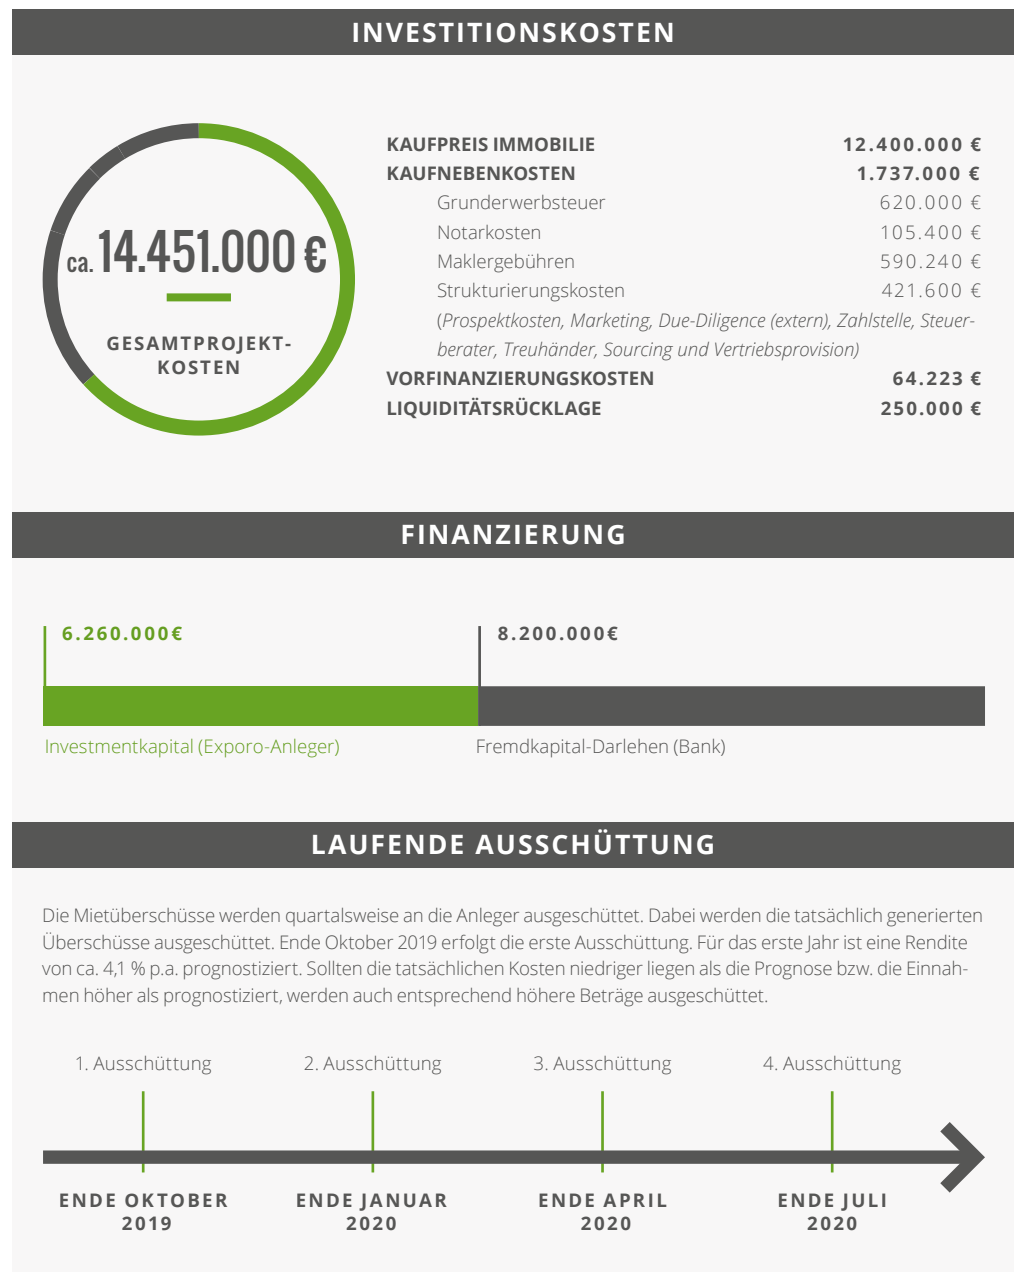 INVESTITIONSKOSTEN
ca. 14.451.000 €
GESAMTPROJEKT-
KOSTEN
KAUFPREIS IMMOBILIE 12.400.000 €
KAUFNEBENKOSTEN 1.737.000 €
Grunderwerbsteuer 620.000 €
Notarkosten 105.400 €
Maklergebühren 590.240 €
Strukturierungskosten 421.600 €
(Prospektkosten, Marketing, Due-Diligence (extern), Zahlstelle, Steuer-
berater, Treuhänder, Sourcing und Vertriebsprovision)
VORFINANZIERUNGSKOSTEN 64.223 €
LIQUIDITÄTSRÜCKLAGE 250.000 €
FINANZIERUNG
6.260.000€ 8.200.000€
Investmentkapital (Exporo-Anleger) Fremdkapital-Darlehen (Bank)
LAUFENDE AUSSCHÜTTUNG
Die Mietüberschüsse werden quartalsweise an die Anleger ausgeschüttet. Dabei werden die tatsächlich generierten
Überschüsse ausgeschüttet. Ende Oktober 2019 erfolgt die erste Ausschüttung. Für das erste Jahr ist eine Rendite
von ca. 4,1 % p.a. prognostiziert. Sollten die tatsächlichen Kosten niedriger liegen als die Prognose bzw. die Einnah-
men höher als prognostiziert, werden auch entsprechend höhere Beträge ausgeschüttet.
1. Ausschüttung 2. Ausschüttung 3. Ausschüttung 4. Ausschüttung
ENDE OKTOBER ENDE JANUAR ENDE APRIL ENDE JULI
2019 2020 2020 2020